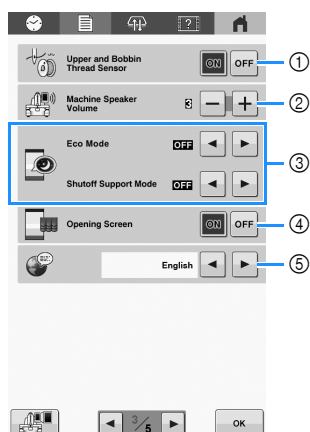 Upper and Bobbin
Thread Sensor
ON OFF
①
Machine Speaker
Volume
3 − +
②
Eco Mode
OFF
③
Shutoff Support Mode
OFF
Opening Screen
ON OFF
④
English
⑤
3/5
OK